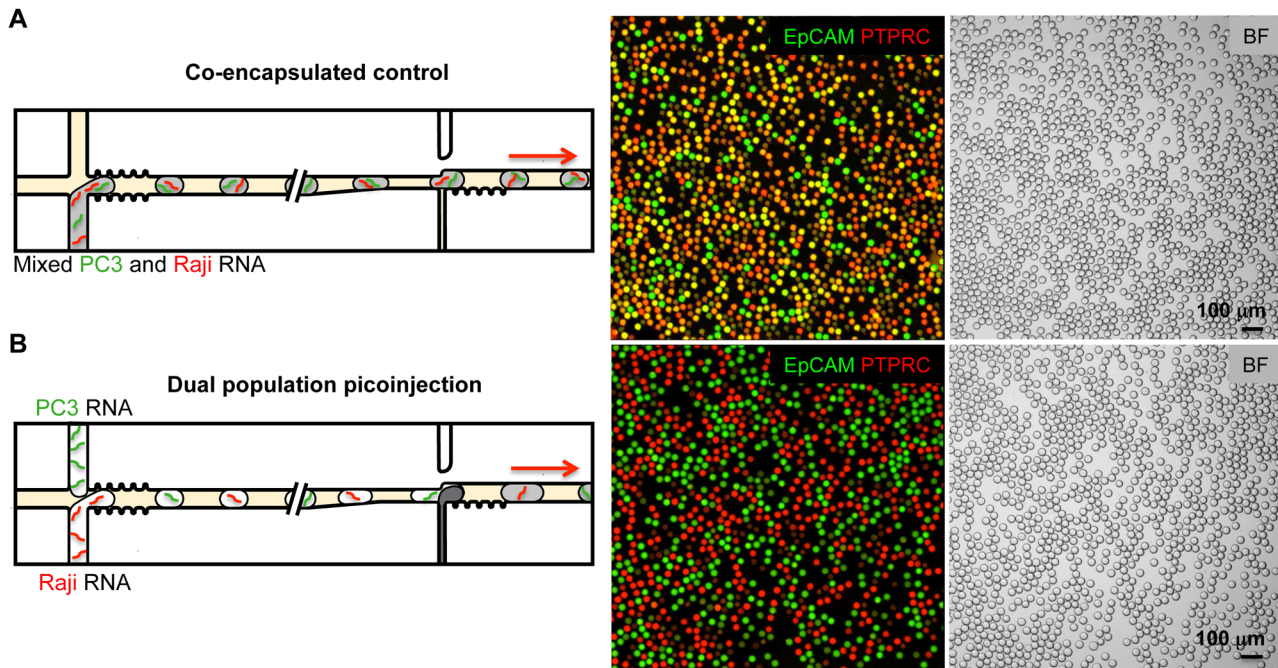 A
Co-encapsulated control
Mixed PC3 and Raji RNA
EpCAM PTPRC
BF
100 µm
B
Dual population picoinjection
PC3 RNA
Raji RNA
EpCAM PTPRC
BF
100 µm